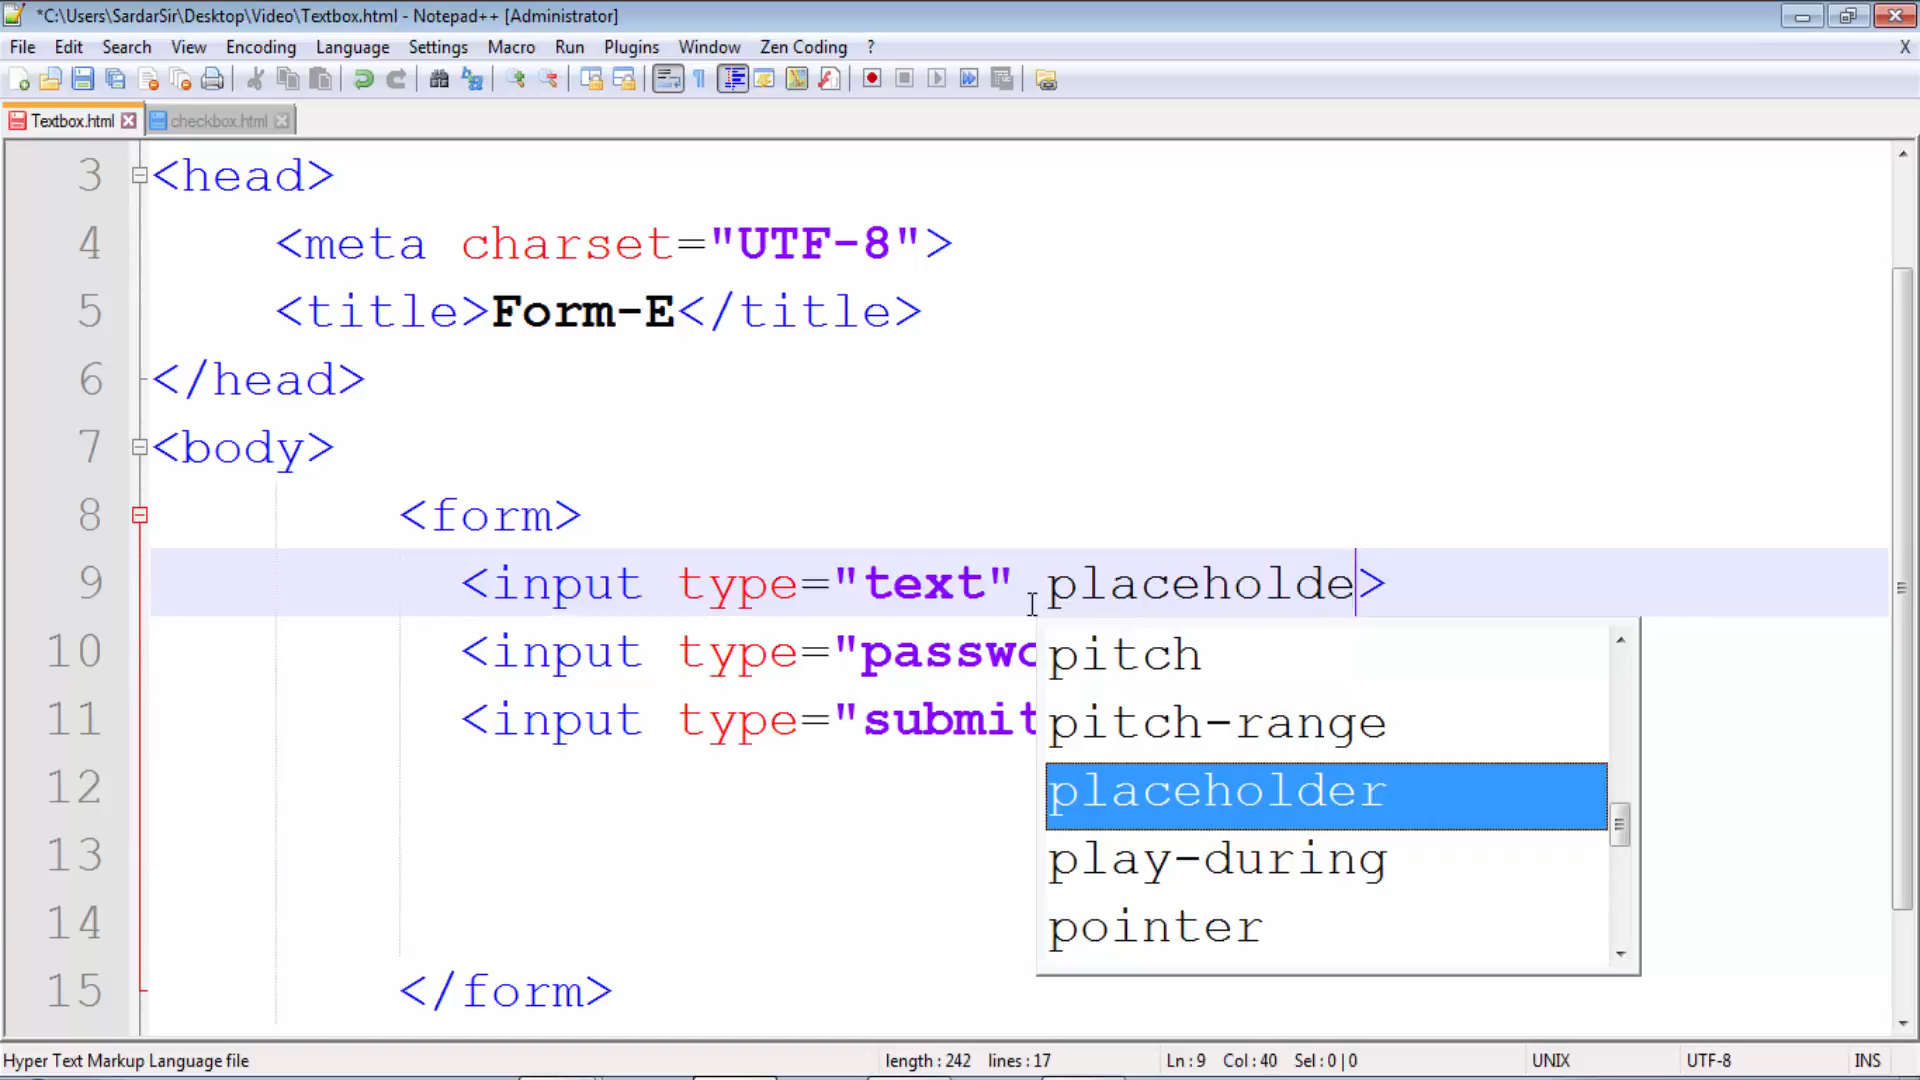 *C:\Users\SardarSir\Desktop\Video\Textbox.html - Notepad++ [Administrator]
File Edit Search View Encoding Language Settings Macro Run Plugins Window Zen Coding ? X
Textbox.html checkbox.html
3 <head>
4 <meta charset="UTF-8">
5 <title>Form-E</title>
6 </head>
7 <body>
8 <form>
9 <input type="text" placeholde>
10 <input type="passwo
11 <input type="submit
12
13
14
15 </form>
pitch
pitch-range
placeholder
play-during
pointer
Hyper Text Markup Language file length : 242 lines : 17 Ln : 9 Col : 40 Sel : 0 | 0 UNIX UTF-8 INS